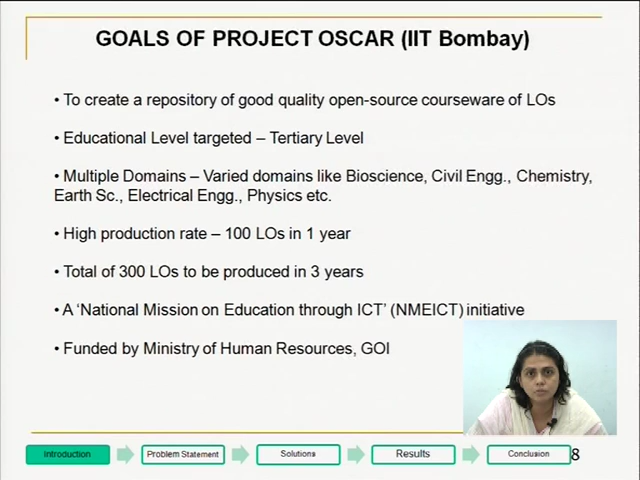 GOALS OF PROJECT OSCAR (IIT Bombay)
• To create a repository of good quality open-source courseware of LOs
• Educational Level targeted – Tertiary Level
• Multiple Domains – Varied domains like Bioscience, Civil Engg., Chemistry,
Earth Sc., Electrical Engg., Physics etc.
• High production rate – 100 LOs in 1 year
• Total of 300 LOs to be produced in 3 years
• A ‘National Mission on Education through ICT’ (NMEICT) initiative
• Funded by Ministry of Human Resources, GOI
Introduction Problem Statement Solutions Results Conclusion 8